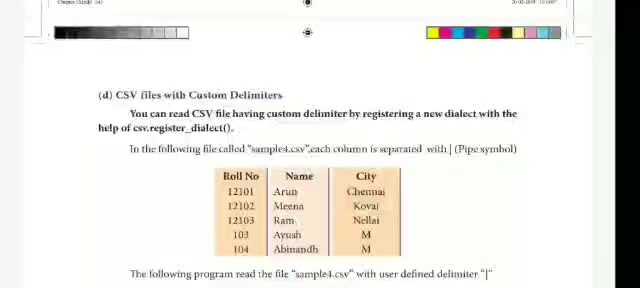 (d) CSV files with Custom Delimiters
You can read CSV file having custom delimiter by registering a new dialect with the
help of csv.register_dialect().
In the following file called "sample4.csv",each column is separated with | (Pipe symbol)
Roll No Name City
12101 Arun Chennai
12102 Meena Kovai
12103 Ram Nellai
103 Ayush M
104 Abinandh M
The following program read the file "sample4.csv" with user defined delimiter "|"